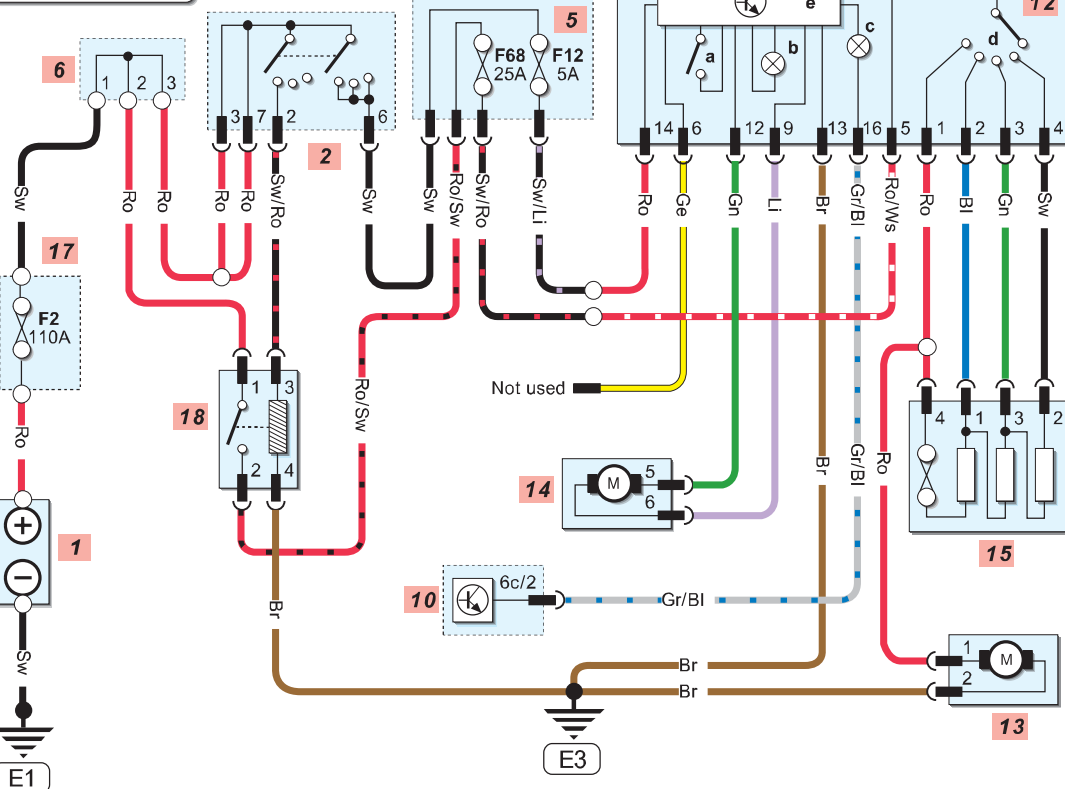 6
1 2 3
Sw
Ro
Ro
17
F2
110A
Ro
1
+
−
Sw
E1
3 7 2 6
2
Ro
Ro
Sw/Ro
Sw
5
F68
25A
F12
5A
Sw
Ro/Sw
Sw/Ro
Sw/Li
12
e
a
b
c
d
14 6 12 9 13 16 5 1 2 3 4
Ro
Ge
Gn
Li
Br
Gr/Bl
Ro/Ws
Ro
Bl
Gn
Sw
18
1 3
2 4
Ro/Sw
Not used
14
M
5
6
Br
Gr/Bl
Ro
4 1 3 2
15
10
6c/2
Gr/Bl
Br
Br
Br
E3
1
2
M
13